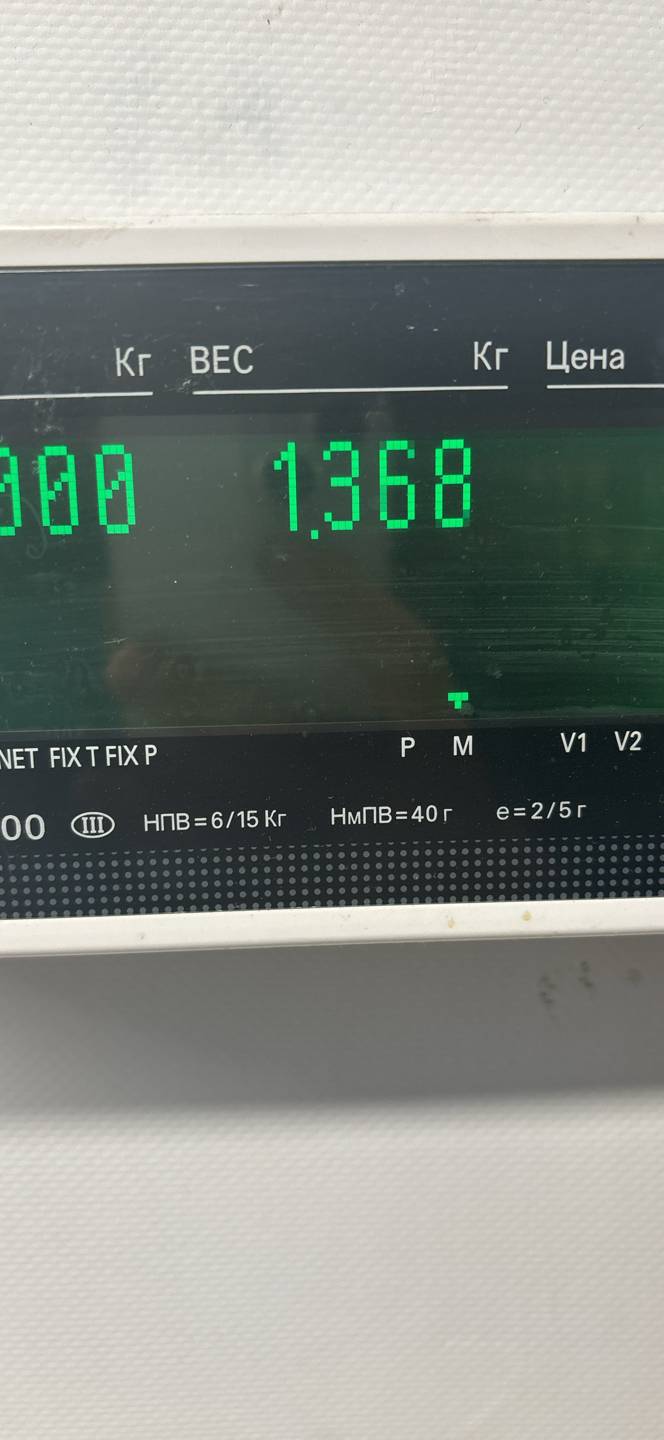 Кг ВЕС Кг Цена
000 1.368
NET FIX T FIX P P M V1 V2
00 III НПВ=6/15 Кг НмПВ=40 г e=2/5 г